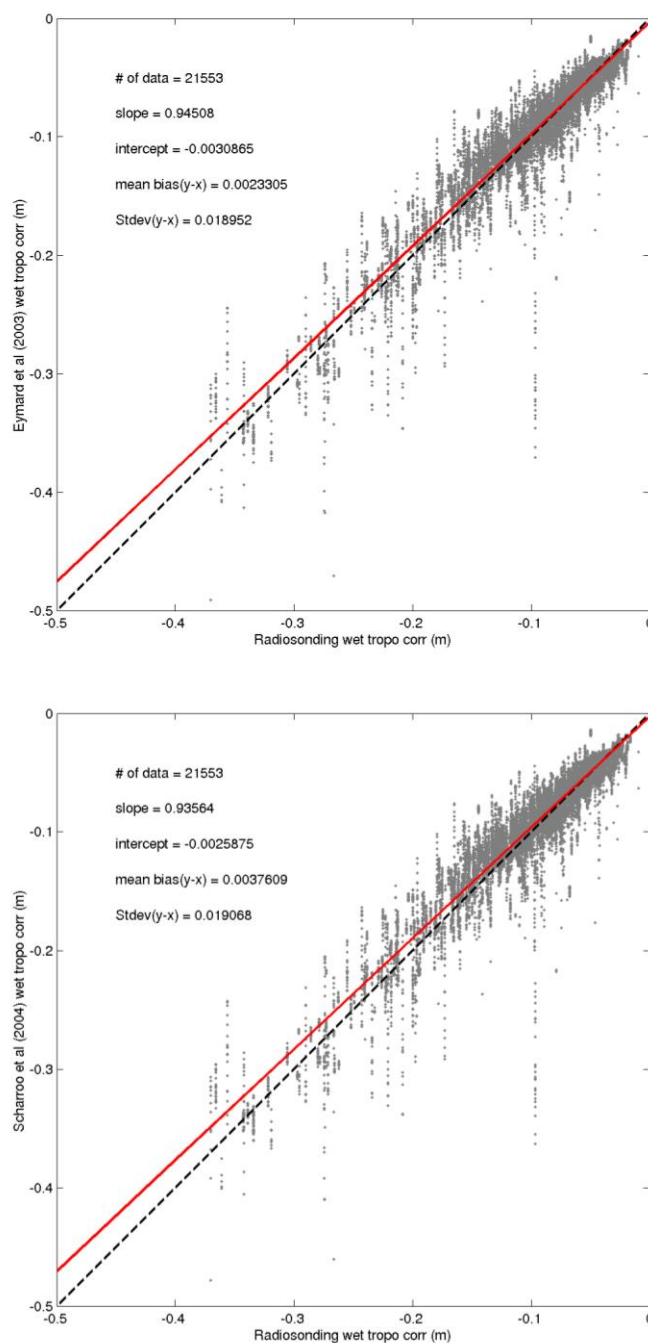 0
# of data = 21553
slope = 0.94508
-0.1
intercept = -0.0030865
mean bias(y-x) = 0.0023305
Stdev(y-x) = 0.018952
-0.2
Eymard et al (2003) wet tropo corr (m)
-0.3
-0.4
-0.5
-0.5 -0.4 -0.3 -0.2 -0.1 0
Radiosonding wet tropo corr (m)
0
# of data = 21553
slope = 0.93564
-0.1
intercept = -0.0025875
mean bias(y-x) = 0.0037609
Stdev(y-x) = 0.019068
-0.2
Scharroo et al (2004) wet tropo corr (m)
-0.3
-0.4
-0.5
-0.5 -0.4 -0.3 -0.2 -0.1 0
Radiosonding wet tropo corr (m)